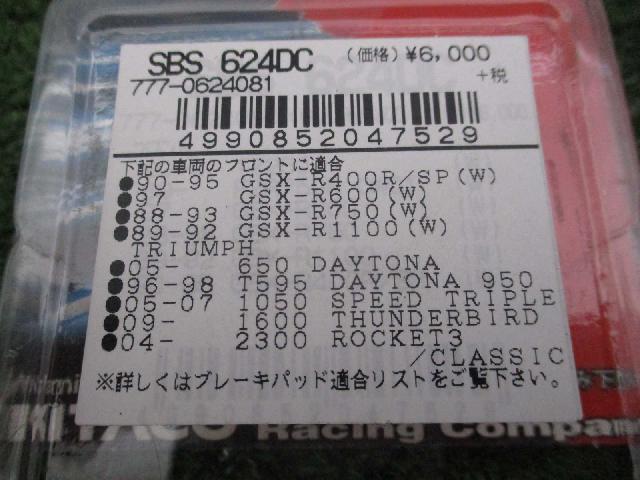 SBS 624DC (価格) ¥6,000
777-0624081 +税
4990852047529
下記の車両のフロントに適合
●90-95 GSX-R400R/SP(W)
●97 GSX-R600(W)
●88-93 GSX-R750(W)
●89-92 GSX-R1100(W)
TRIUMPH
●05- 650 DAYTONA
●96-98 T595 DAYTONA 950
●05-07 1050 SPEED TRIPLE
●09- 1600 THUNDERBIRD
●04- 2300 ROCKET3
/CLASSIC
※詳しくはブレーキパッド適合リストをご覧下さい。
KITACO Racing Company